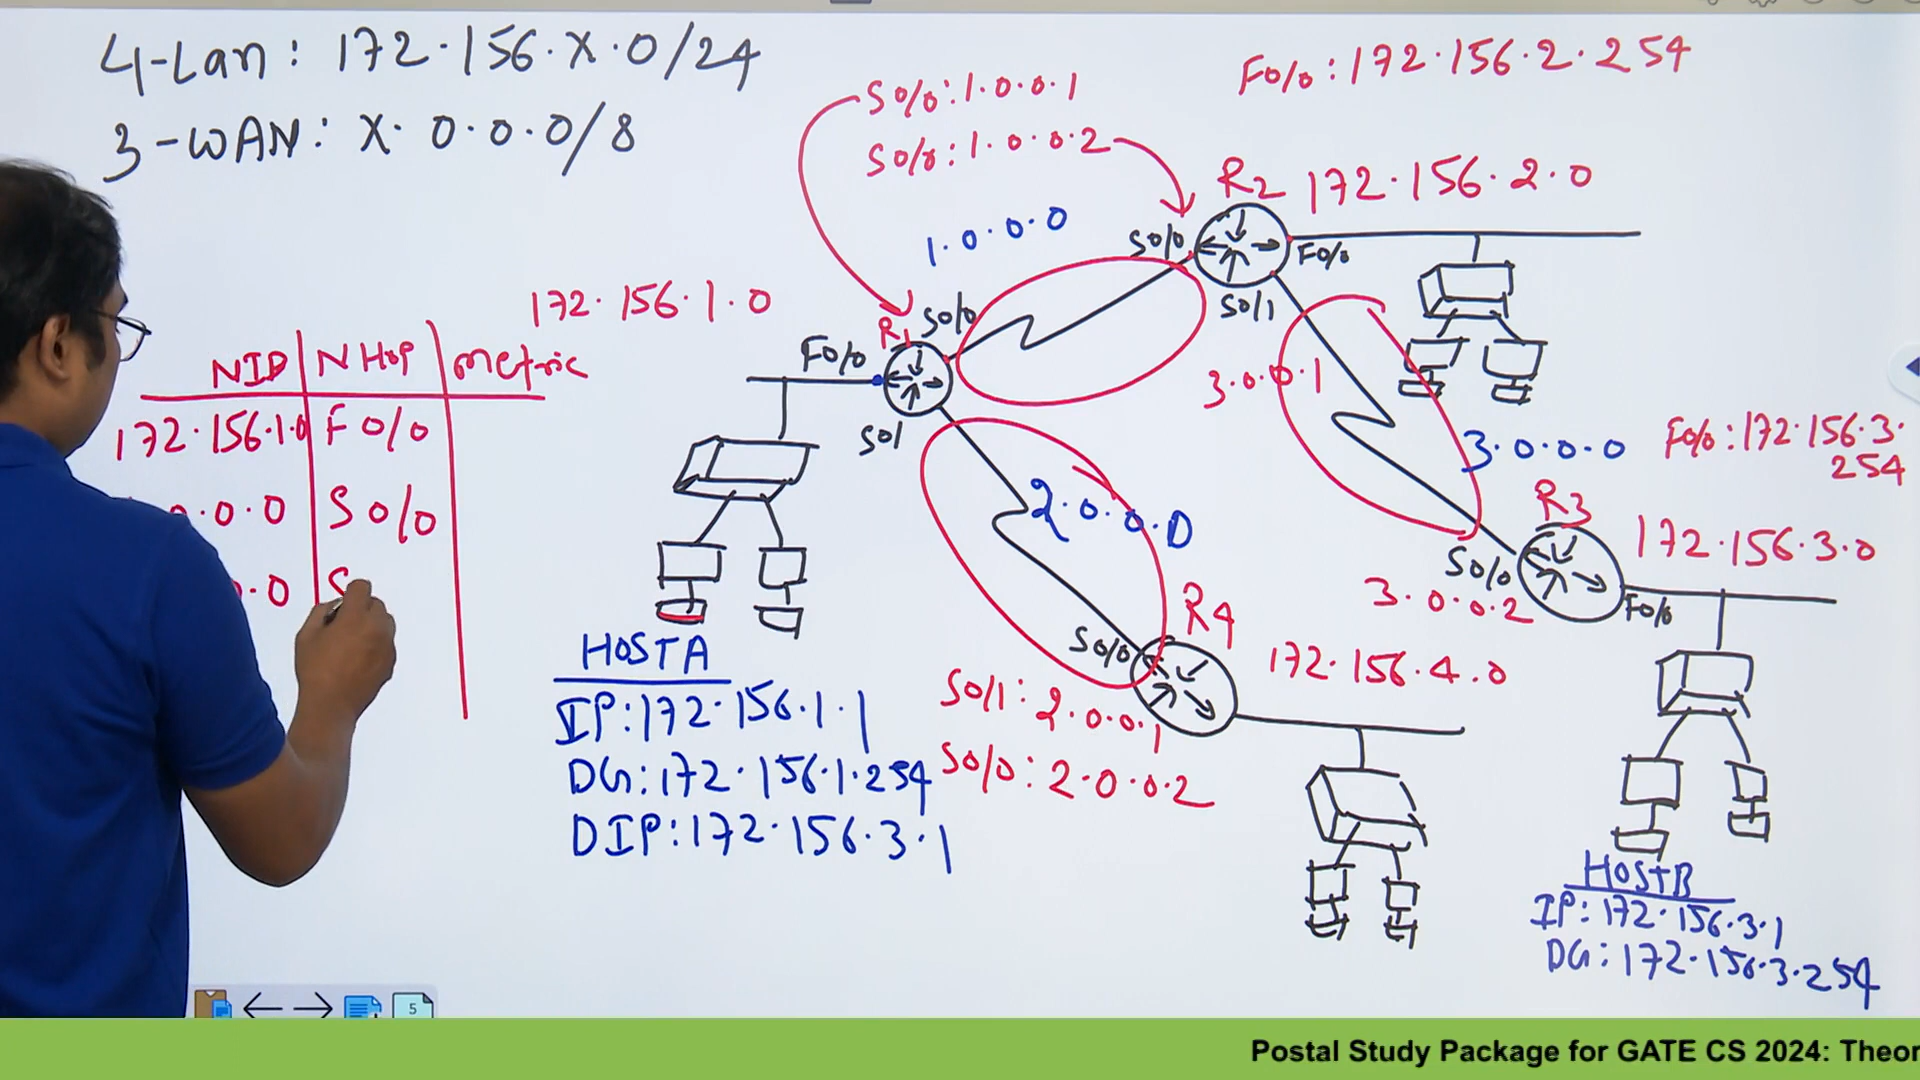 4-Lan: 172.156.X.0/24
3-WAN: X.0.0.0/8
S0/0:1.0.0.1
S0/0:1.0.0.2
F0/0:172.156.2.254
R2 172.156.2.0
1.0.0.0
S0/0
F0/0
S0/1
172.156.1.0
R1
S0/0
F0/0
S01
NID NHop metric
172.156.1.0 F0/0
.0.0 S0/0
.0 S
3.0.0.1
3.0.0.0
F0/0:172.156.3.
254
R3
172.156.3.0
S0/0
F0/0
3.0.0.2
2.0.0.0
R4
S0/0
172.156.4.0
S0/1:2.0.0.1
S0/0:2.0.0.2
HOSTA
IP:172.156.1.1
DG:172.156.1.254
DIP:172.156.3.1
HOSTB
IP:172.156.3.1
DG:172.156.3.254
5
Postal Study Package for GATE CS 2024: Theor